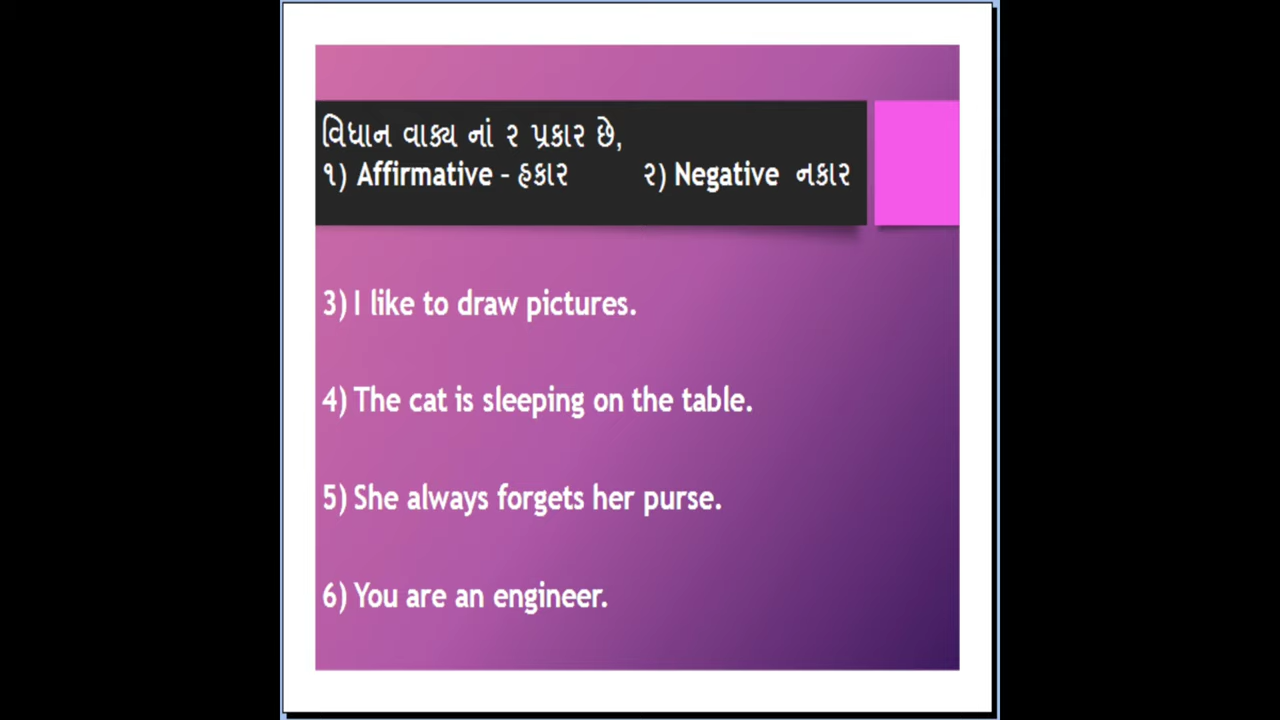 વિધાન વાક્ય નાં ૨ પ્રકાર છે,
૧) Affirmative - હકાર ૨) Negative નકાર
3) I like to draw pictures.
4) The cat is sleeping on the table.
5) She always forgets her purse.
6) You are an engineer.